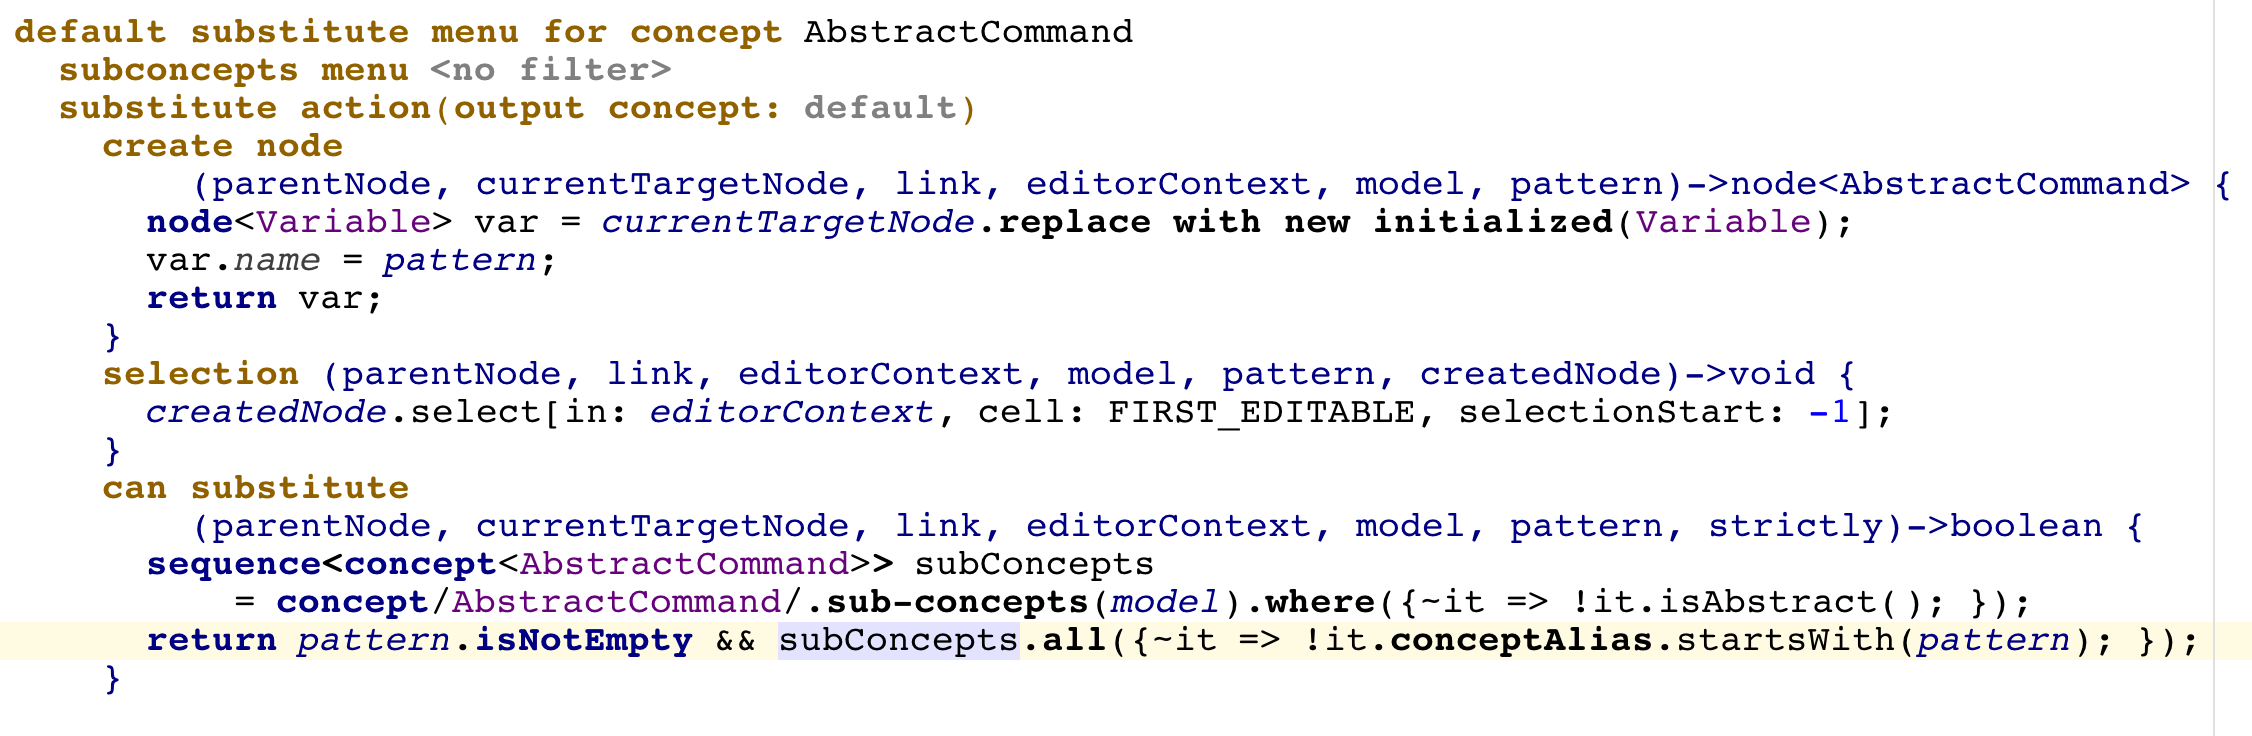 default substitute menu for concept AbstractCommand
subconcepts menu <no filter>
substitute action(output concept: default)
create node
(parentNode, currentTargetNode, link, editorContext, model, pattern)->node<AbstractCommand> {
node<Variable> var = currentTargetNode.replace with new initialized(Variable);
var.name = pattern;
return var;
}
selection (parentNode, link, editorContext, model, pattern, createdNode)->void {
createdNode.select[in: editorContext, cell: FIRST_EDITABLE, selectionStart: -1];
}
can substitute
(parentNode, currentTargetNode, link, editorContext, model, pattern, strictly)->boolean {
sequence<concept<AbstractCommand>> subConcepts
= concept/AbstractCommand/.sub-concepts(model).where({~it => !it.isAbstract(); });
return pattern.isNotEmpty && subConcepts.all({~it => !it.conceptAlias.startsWith(pattern); });
}